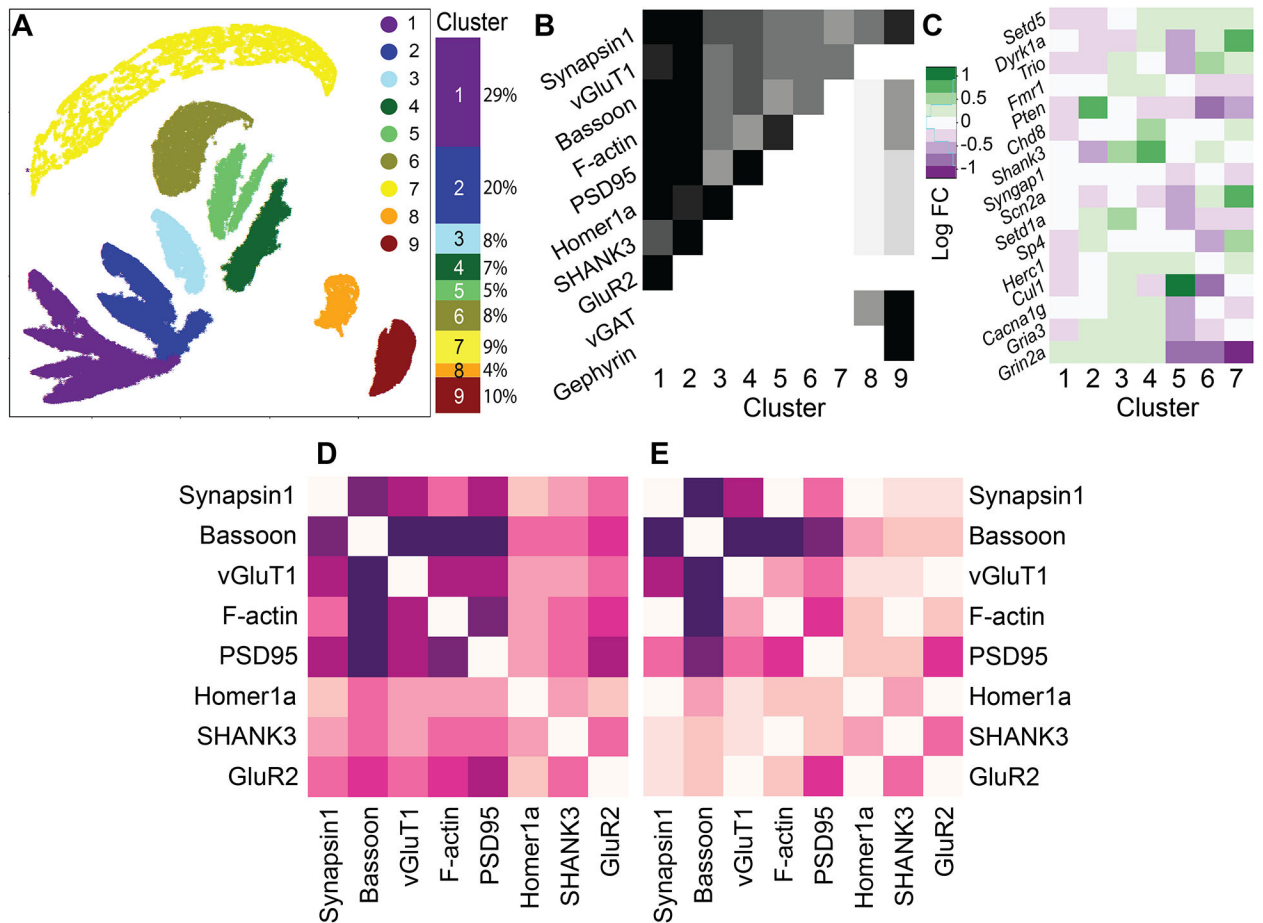 A
1
2
3
4
5
6
7
8
9
Cluster
1 29%
2 20%
3 8%
4 7%
5 5%
6 8%
7 9%
8 4%
9 10%
B
Synapsin1
vGluT1
Bassoon
F-actin
PSD95
Homer1a
SHANK3
GluR2
vGAT
Gephyrin
1 2 3 4 5 6 7 8 9
Cluster
1
0.5
0
-0.5
-1
Log FC
C
Setd5
Dyrk1a
Trio
Fmr1
Pten
Chd8
Shank3
Syngap1
Scn2a
Setd1a
Sp4
Herc1
Cul1
Cacna1g
Gria3
Grin2a
1 2 3 4 5 6 7
Cluster
D
Synapsin1
Bassoon
vGluT1
F-actin
PSD95
Homer1a
SHANK3
GluR2
Synapsin1
Bassoon
vGluT1
F-actin
PSD95
Homer1a
SHANK3
GluR2
E
Synapsin1
Bassoon
vGluT1
F-actin
PSD95
Homer1a
SHANK3
GluR2
Synapsin1
Bassoon
vGluT1
F-actin
PSD95
Homer1a
SHANK3
GluR2